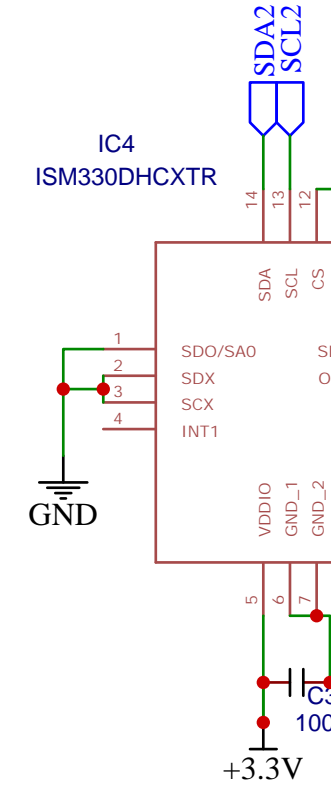 SDA2
SCL2
IC4
ISM330DHCXTR
14
13
12
SDA
SCL
CS
1
SDO/SA0
2
SDX
3
SCX
4
INT1
VDDIO
GND_1
GND_2
5
6
7
GND
+3.3V